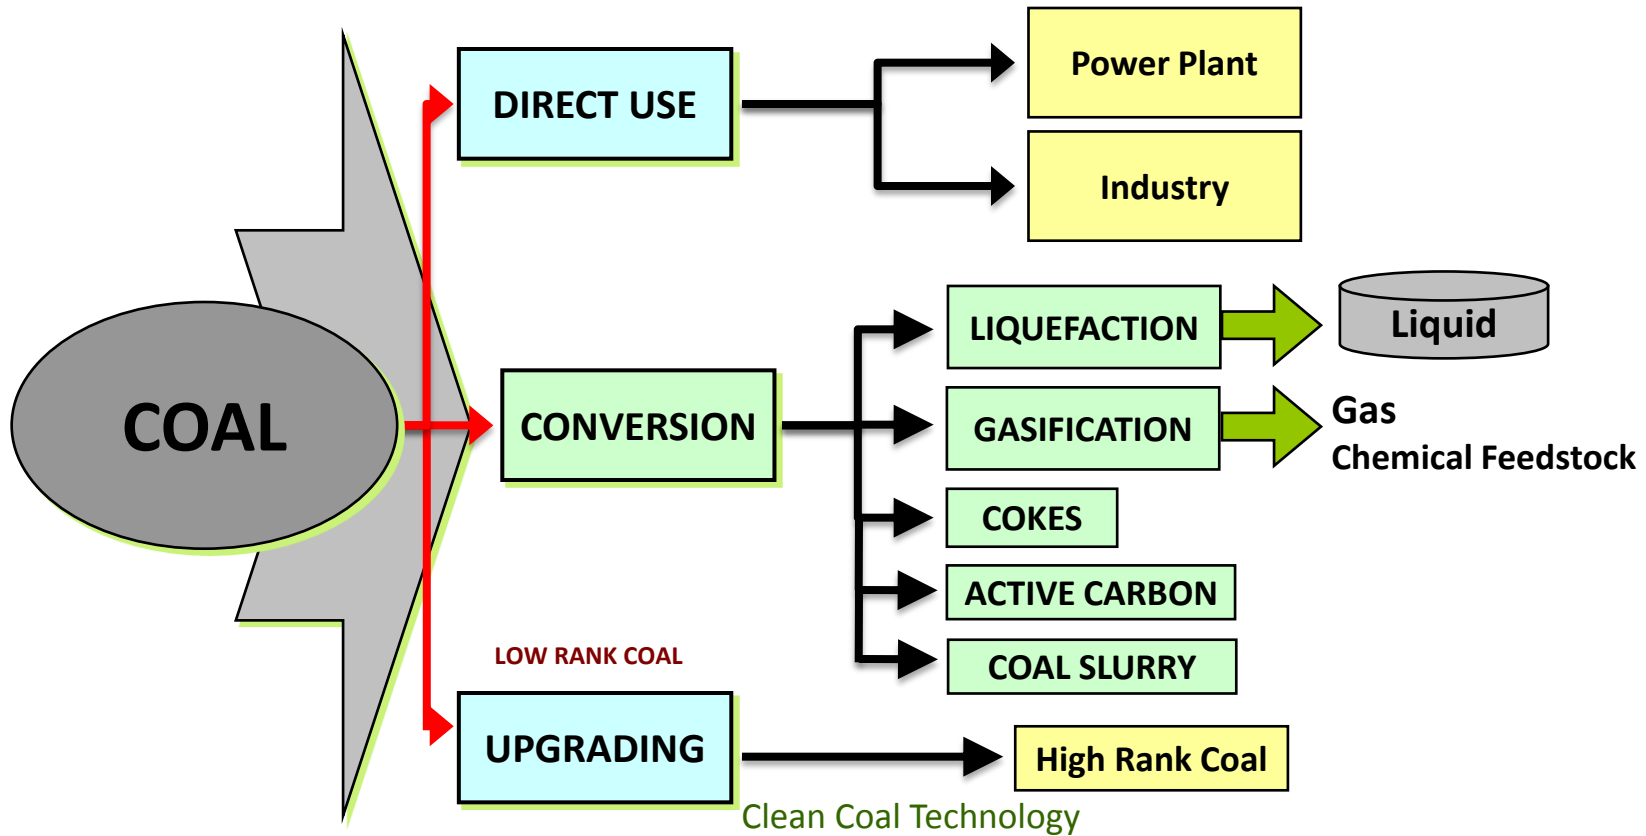 COAL
DIRECT USE
Power Plant
Industry
CONVERSION
LIQUEFACTION
Liquid
GASIFICATION
Gas
Chemical Feedstock
COKES
ACTIVE CARBON
COAL SLURRY
LOW RANK COAL
UPGRADING
High Rank Coal
Clean Coal Technology